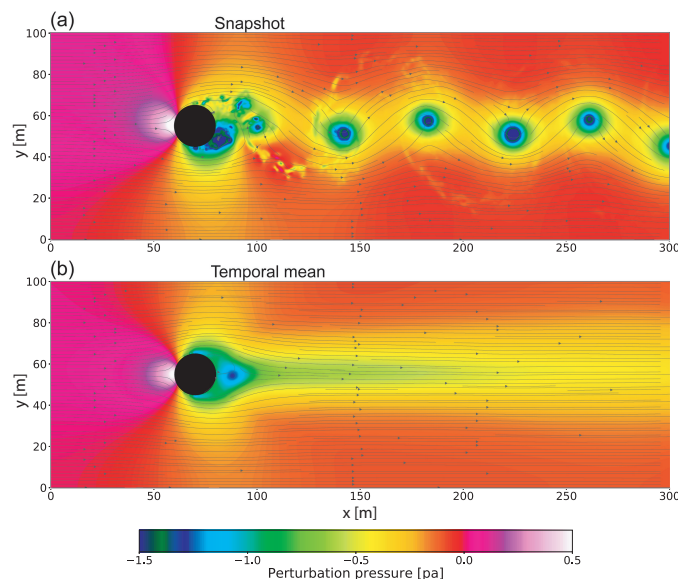 (a)
Snapshot
100
80
60
40
20
0
y [m]
0 50 100 150 200 250 300
(b)
Temporal mean
100
80
60
40
20
0
y [m]
0 50 100 150 200 250 300
x [m]
−1.5 −1.0 −0.5 0.0 0.5
Perturbation pressure [pa]